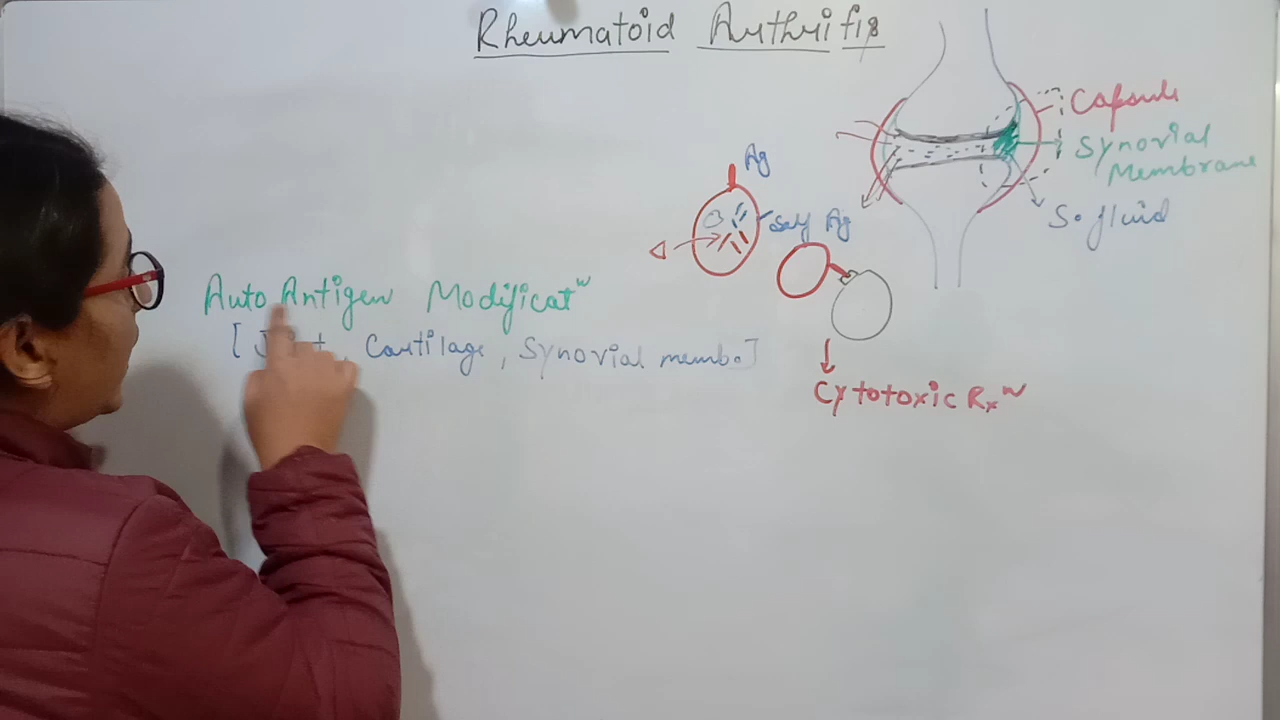 Rheumatoid Arthritis
Capsule
Synovial
Membrane
S. fluid
Ag
Self Ag
Auto Antigen Modificatⁿ
[ J t, Cartilage, Synovial memb.]
Cytotoxic Rxⁿ